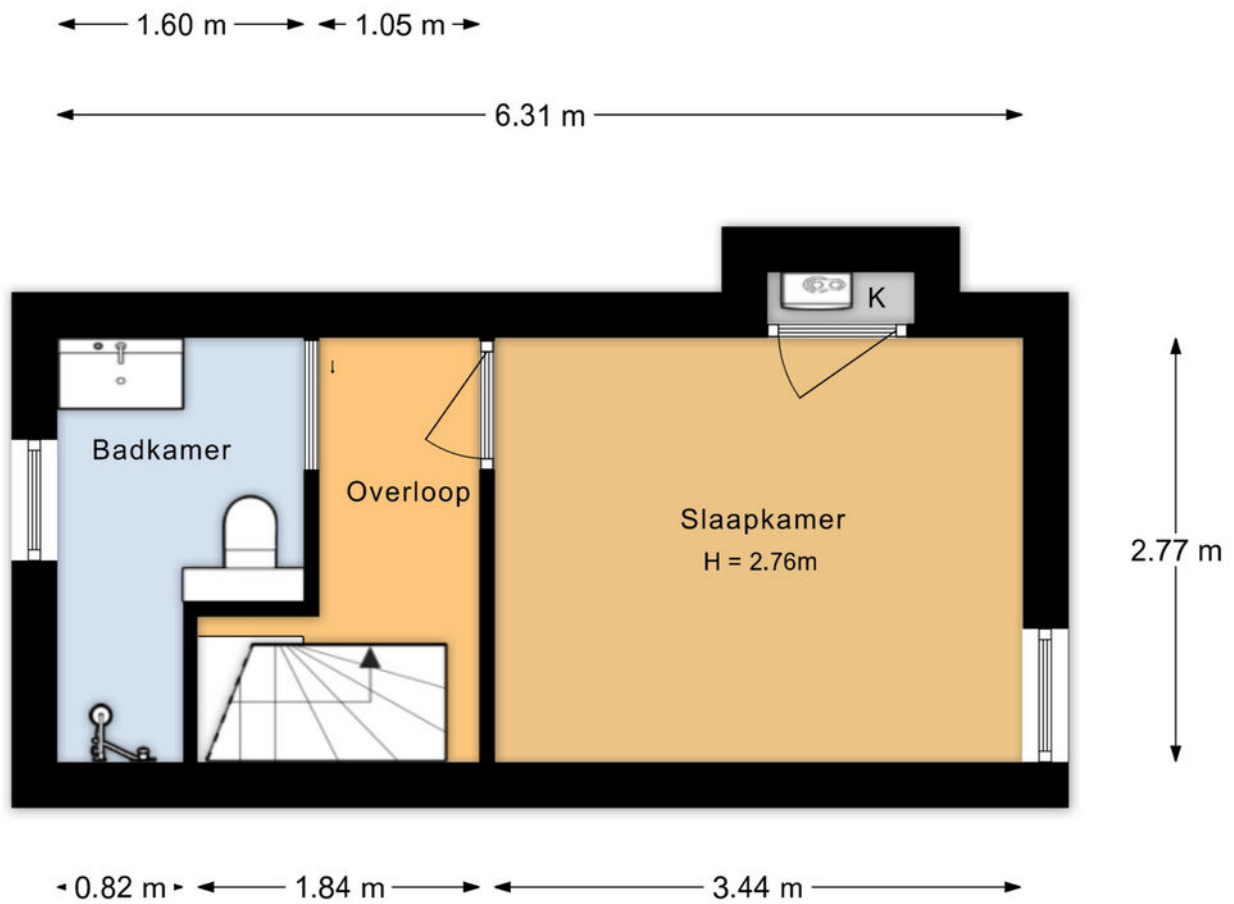 1.60 m
1.05 m
6.31 m
K
Badkamer
Overloop
Slaapkamer
H = 2.76m
2.77 m
0.82 m
1.84 m
3.44 m